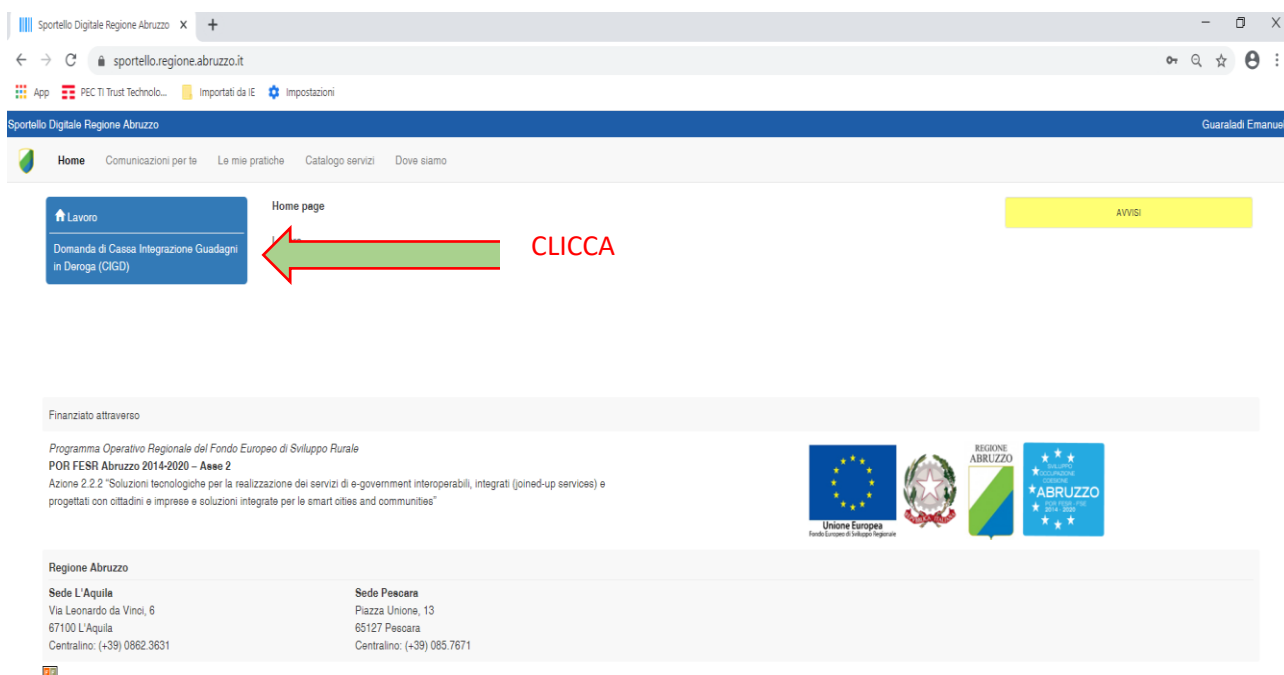 Sportello Digitale Regione Abruzzo
sportello.regione.abruzzo.it
App PEC TI Trust Technolo... Importati da IE Impostazioni
Sportello Digitale Regione Abruzzo Guaraladi Emanue
Home Comunicazioni per te Le mie pratiche Catalogo servizi Dove siamo
Lavoro
Domanda di Cassa Integrazione Guadagni
in Deroga (CIGD)
Home page
CLICCA
AVVISI
Finanziato attraverso
Programma Operativo Regionale del Fondo Europeo di Sviluppo Rurale
POR FESR Abruzzo 2014-2020 – Asse 2
Azione 2.2.2 “Soluzioni tecnologiche per la realizzazione dei servizi di e-government interoperabili, integrati (joined-up services) e
progettati con cittadini e imprese e soluzioni integrate per le smart cities and communities”
Unione Europea
Fondo Europeo di Sviluppo Regionale
REGIONE
ABRUZZO
SVILUPPO
OCCUPAZIONE
COESIONE
ABRUZZO
POR FESR - FSE
2014 - 2020
Regione Abruzzo
Sede L'Aquila
Via Leonardo da Vinci, 6
67100 L'Aquila
Centralino: (+39) 0862.3631
Sede Pescara
Piazza Unione, 13
65127 Pescara
Centralino: (+39) 085.7671